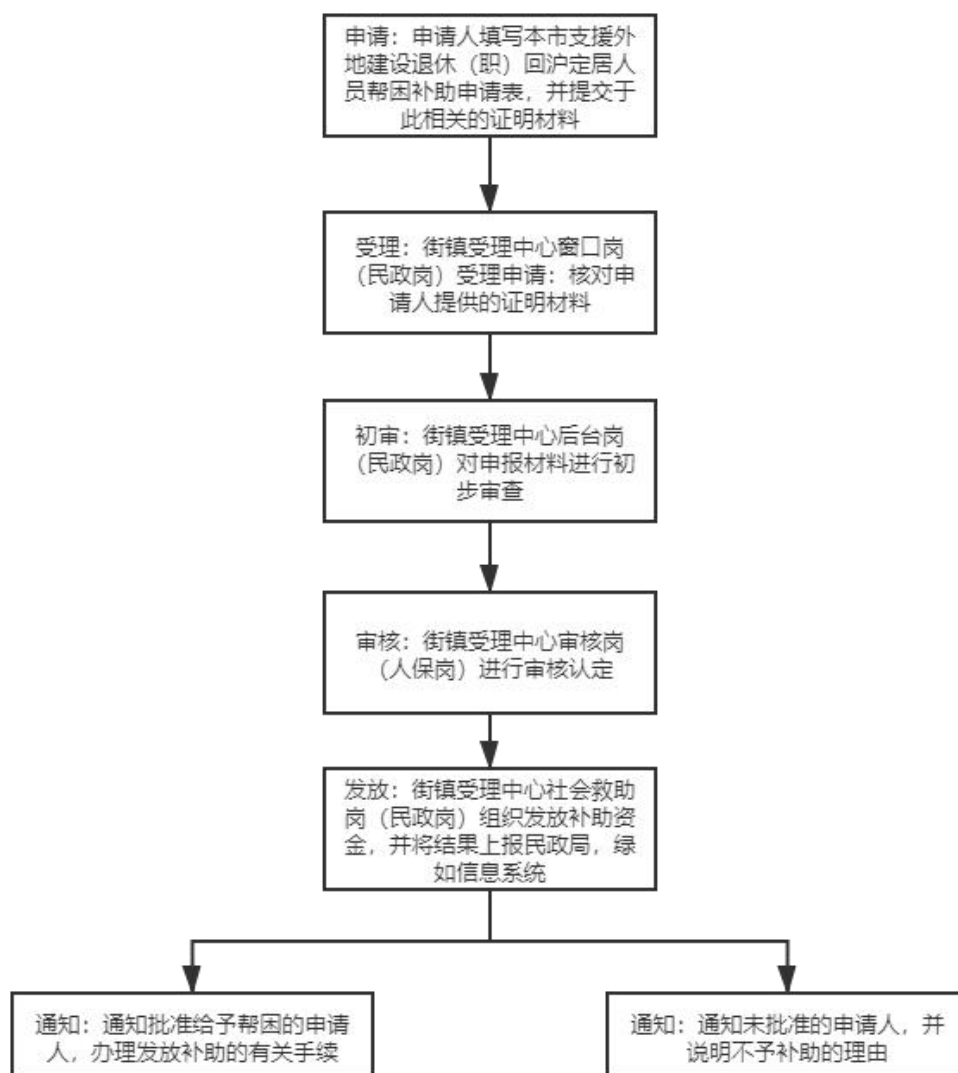 申请：申请人填写本市支援外
地建设退休（职）回沪定居人
员帮困补助申请表，并提交于
此相关的证明材料
受理：街镇受理中心窗口岗
（民政岗）受理申请：核对申
请人提供的证明材料
初审：街镇受理中心后台岗
（民政岗）对申报材料进行初
步审查
审核：街镇受理中心审核岗
（人保岗）进行审核认定
发放：街镇受理中心社会救助
岗（民政岗）组织发放补助资
金，并将结果上报民政局，绿
如信息系统
通知：通知批准给予帮困的申请
人，办理发放补助的有关手续
通知：通知未批准的申请人，并
说明不予补助的理由